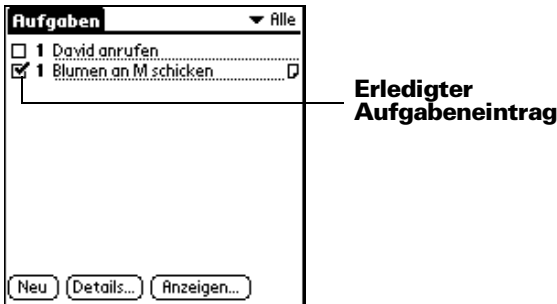 Aufgaben Alle
1 David anrufen
1 Blumen an M schicken
Erledigter
Aufgabeneintrag
Neu Details... Anzeigen...